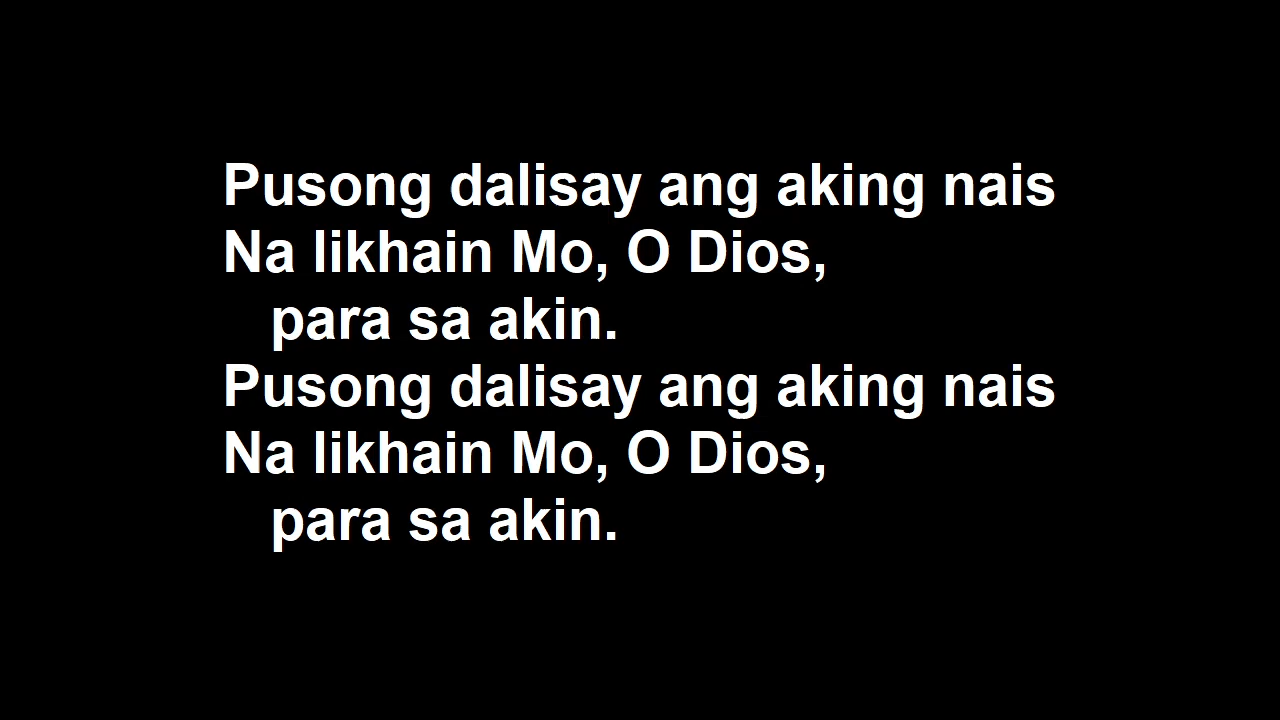 Pusong dalisay ang aking nais
Na likhain Mo, O Dios,
para sa akin.
Pusong dalisay ang aking nais
Na likhain Mo, O Dios,
para sa akin.